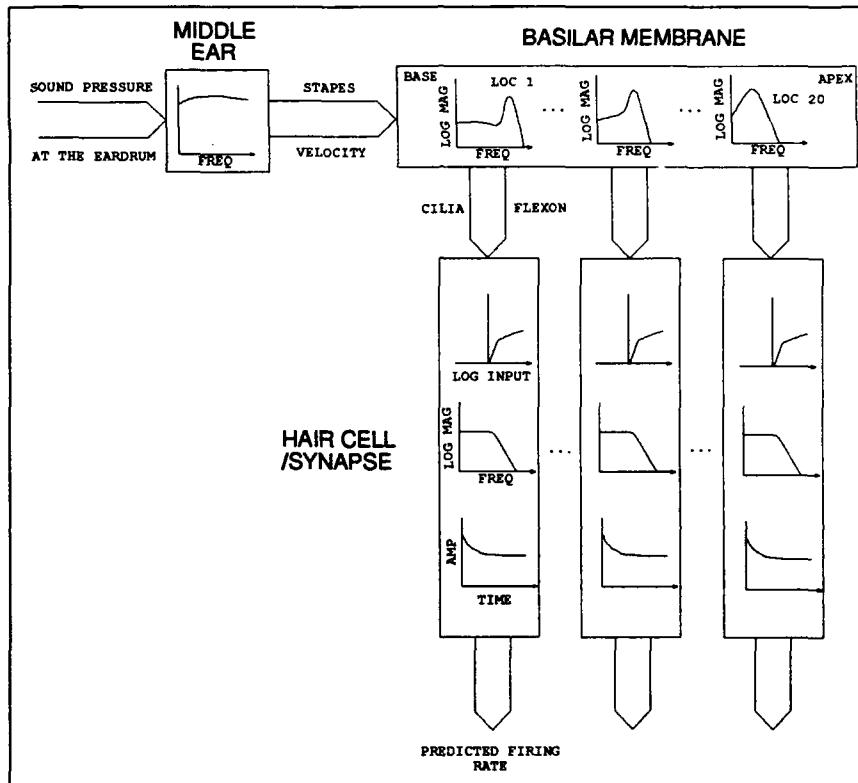 MIDDLE
EAR
BASILAR MEMBRANE
SOUND PRESSURE
AT THE EARDRUM
FREQ
STAPES
VELOCITY
BASE
LOC 1
LOG MAG
FREQ
...
LOG MAG
FREQ
...
APEX
LOC 20
LOG MAG
FREQ
CILIA
FLEXON
LOG INPUT
HAIR CELL
/SYNAPSE
LOG MAG
FREQ
...
...
AMP
TIME
PREDICTED FIRING
RATE